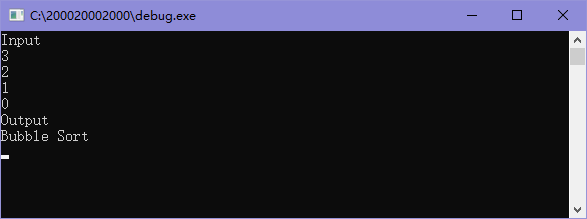 C:\200020002000\debug.exe
Input
3
2
1
0
Output
Bubble Sort